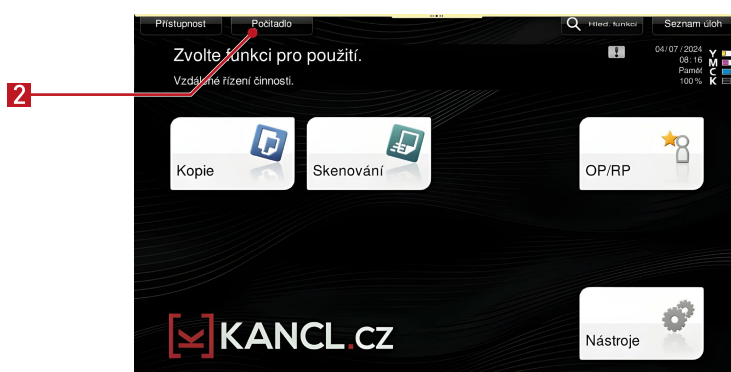 Přístupnost
Počitadlo
Hled. funkcí
Seznam úloh
Zvolte funkci pro použití.
Vzdálené řízení činnosti.
04/07/2024
08:16
Paměť
100 %
Y
M
C
K
2
Kopie
Skenování
OP/RP
KANCL.CZ
Nástroje